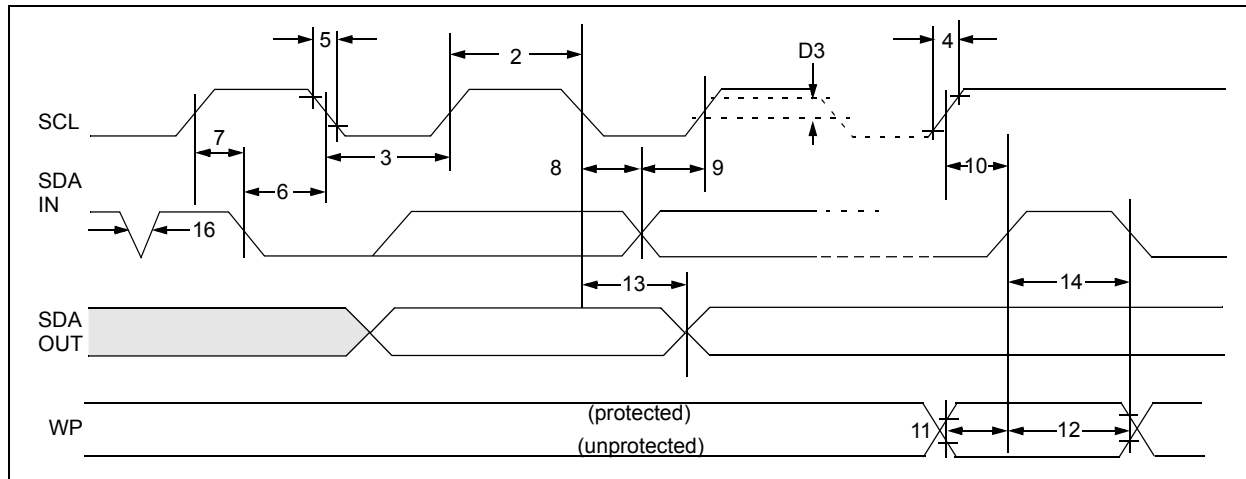 5
2
D3
4
SCL
7
3
8
9
10
SDA
IN
6
16
13
14
SDA
OUT
(protected)
WP
11
12
(unprotected)